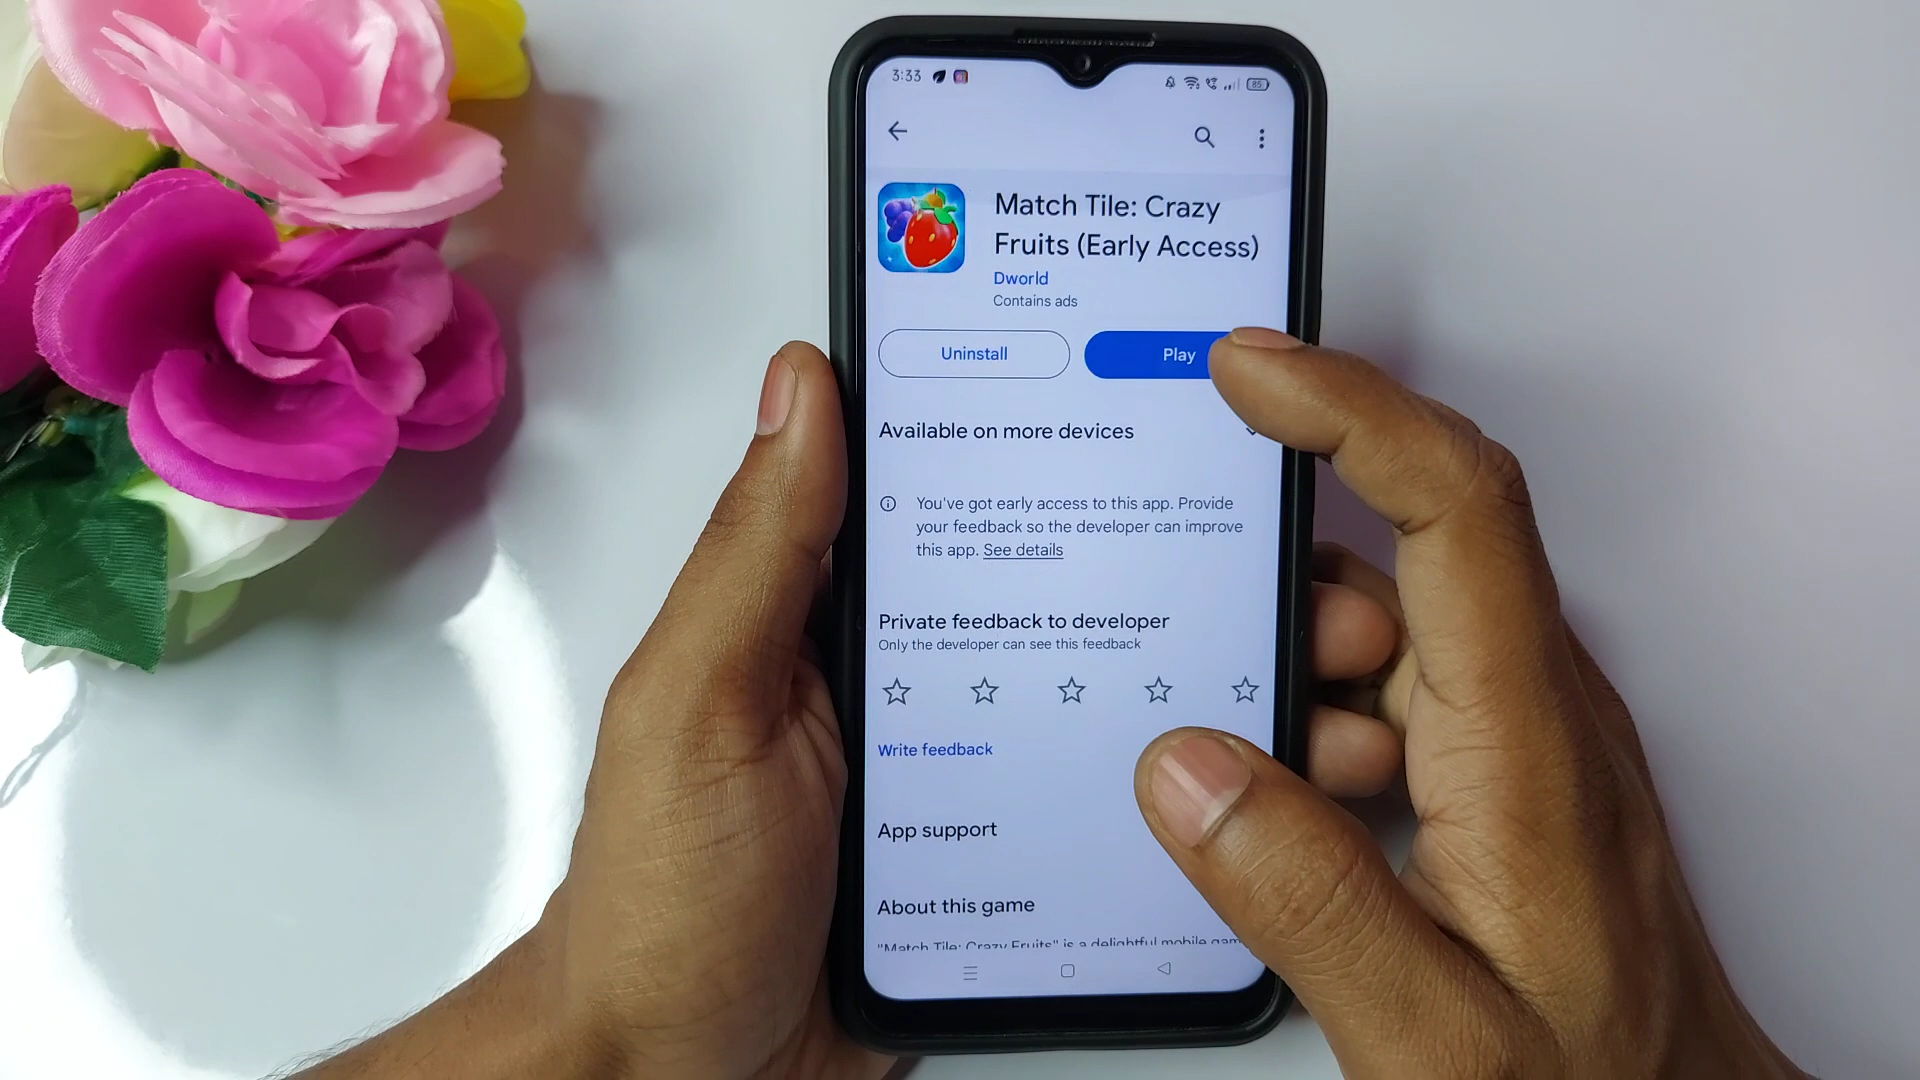 3:33
85
Match Tile: Crazy
Fruits (Early Access)
Dworld
Contains ads
Uninstall
Play
Available on more devices
You've got early access to this app. Provide
your feedback so the developer can improve
this app. See details
Private feedback to developer
Only the developer can see this feedback
Write feedback
App support
About this game
"Match Tile: Crazy Fruits" is a delightful mobile gam